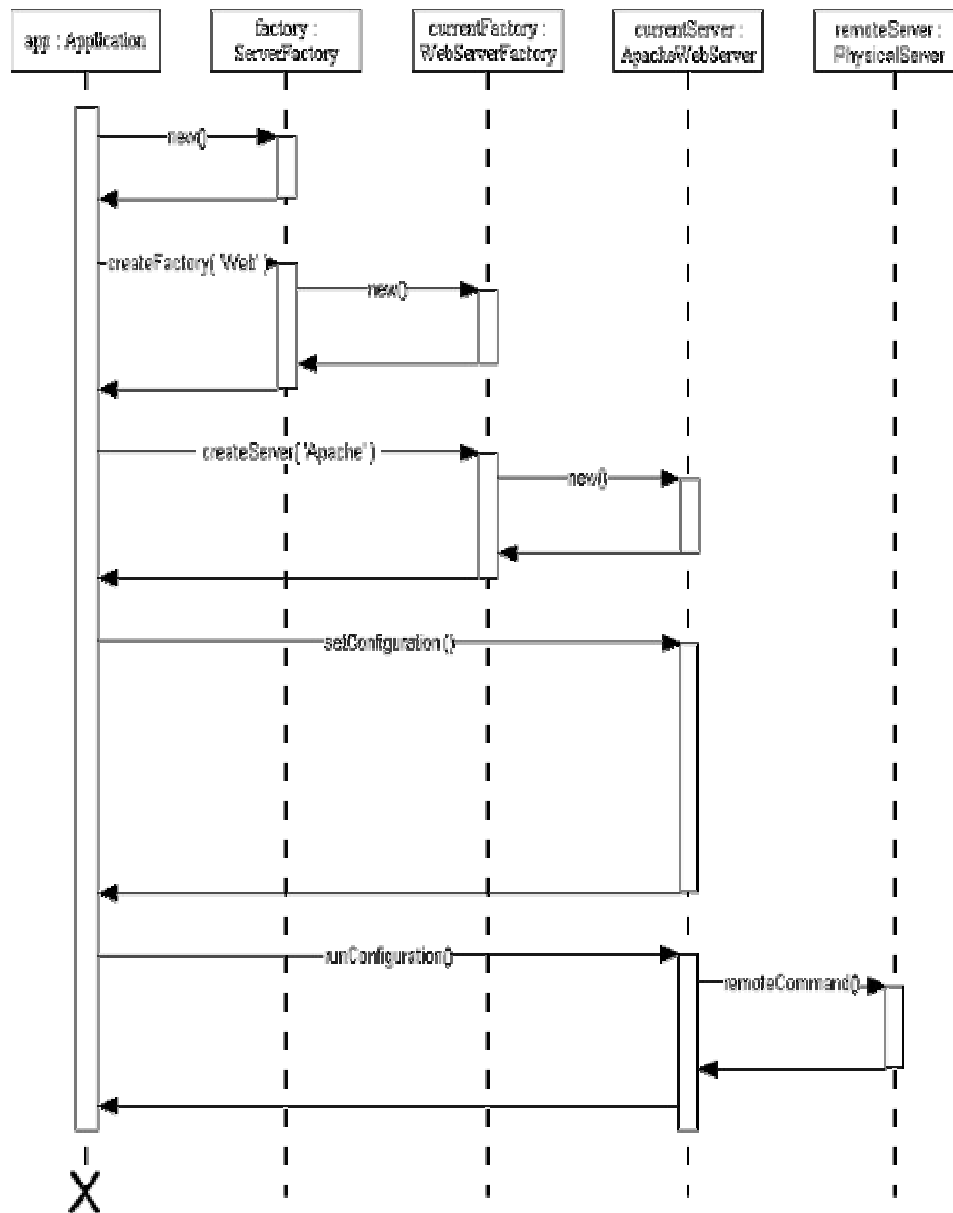 app : Application
factory :
ServerFactory
currentFactory :
WebServerFactory
currentServer :
ApacheWebServer
remoteServer :
PhysicalServer
new()
createFactory( 'Web' )
new()
createServer( 'Apache' )
new()
setConfiguration ()
runConfiguration()
remoteCommand()
X